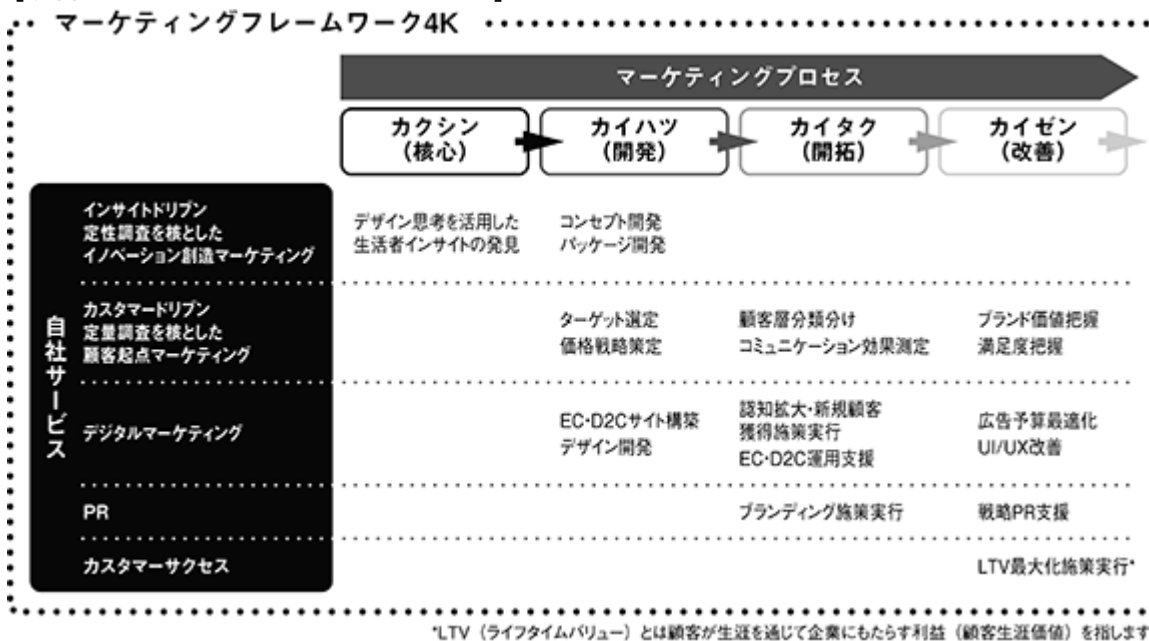 マーケティングフレームワーク4K
マーケティングプロセス
カクシン
(核心)
カイハツ
(開発)
カイタク
(開拓)
カイゼン
(改善)
自社サービス
インサイトドリブン
定性調査を核とした
イノベーション創造マーケティング
デザイン思考を活用した
生活者インサイトの発見
コンセプト開発
パッケージ開発
カスタマードリブン
定量調査を核とした
顧客起点マーケティング
ターゲット選定
価格戦略策定
顧客層分類分け
コミュニケーション効果測定
ブランド価値把握
満足度把握
デジタルマーケティング
EC・D2Cサイト構築
デザイン開発
認知拡大・新規顧客
獲得施策実行
EC・D2C運用支援
広告予算最適化
UI/UX改善
PR
ブランディング施策実行
戦略PR支援
カスタマーサクセス
LTV最大化施策実行*
*LTV（ライフタイムバリュー）とは顧客が生涯を通じて企業にもたらす利益（顧客生涯価値）を指します